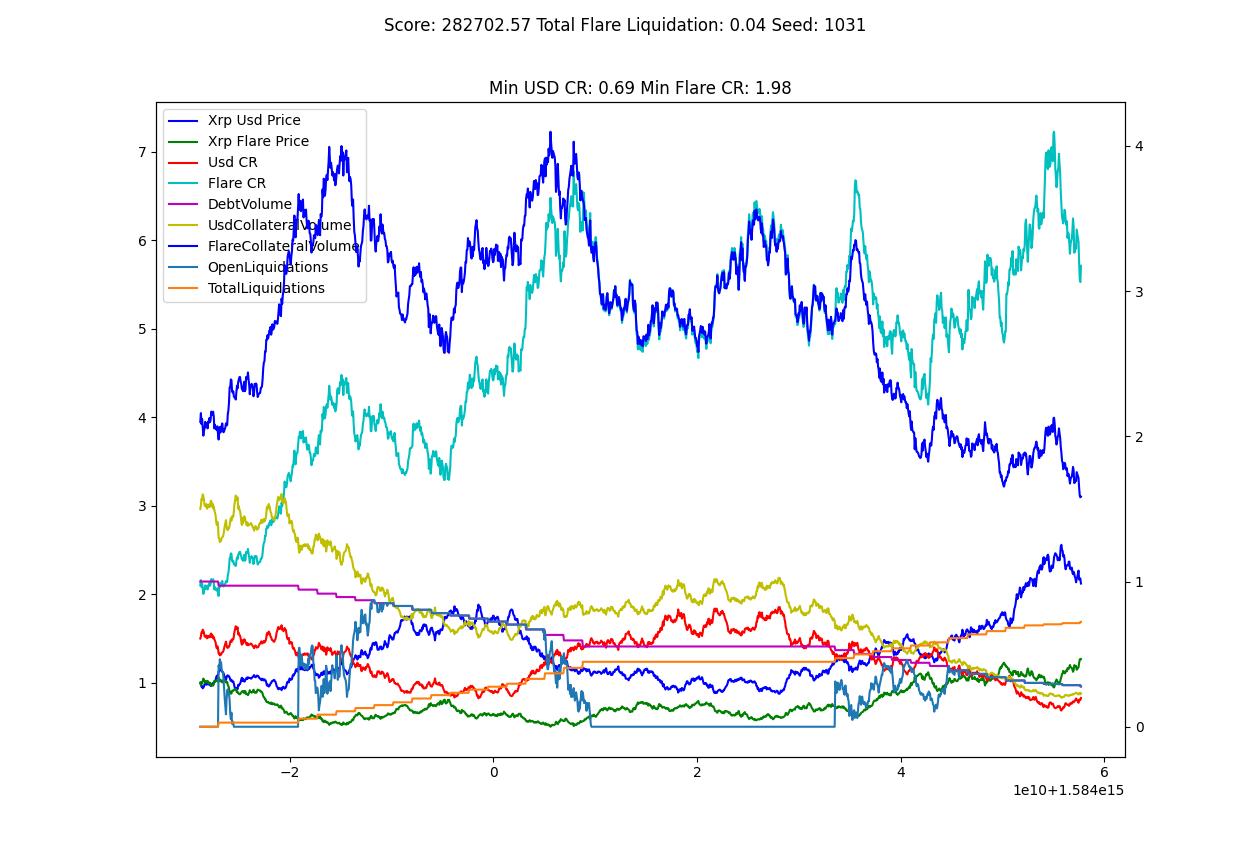 Score: 282702.57 Total Flare Liquidation: 0.04 Seed: 1031
Min USD CR: 0.69 Min Flare CR: 1.98
Xrp Usd Price
Xrp Flare Price
Usd CR
Flare CR
DebtVolume
UsdCollateralVolume
FlareCollateralVolume
OpenLiquidations
TotalLiquidations
7
6
5
4
3
2
1
4
3
2
1
0
−2
0
2
4
6
1e10+1.584e15